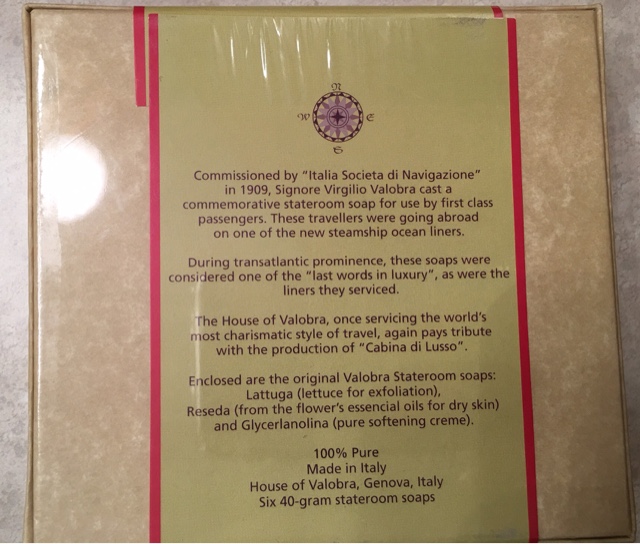 N
W E
S
Commissioned by "Italia Societa di Navigazione"
in 1909, Signore Virgilio Valobra cast a
commemorative stateroom soap for use by first class
passengers. These travellers were going abroad
on one of the new steamship ocean liners.
During transatlantic prominence, these soaps were
considered one of the "last words in luxury", as were the
liners they serviced.
The House of Valobra, once servicing the world's
most charismatic style of travel, again pays tribute
with the production of "Cabina di Lusso".
Enclosed are the original Valobra Stateroom soaps:
Lattuga (lettuce for exfoliation),
Reseda (from the flower's essential oils for dry skin)
and Glycerlanolina (pure softening creme).
100% Pure
Made in Italy
House of Valobra, Genova, Italy
Six 40-gram stateroom soaps